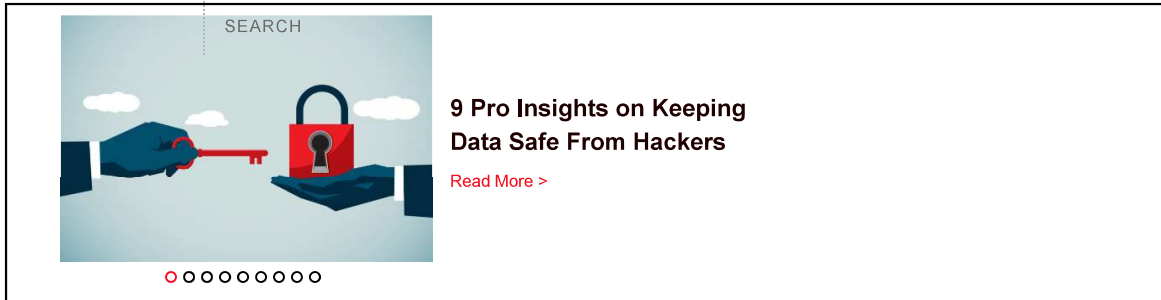 SEARCH
9 Pro Insights on Keeping
Data Safe From Hackers
Read More >